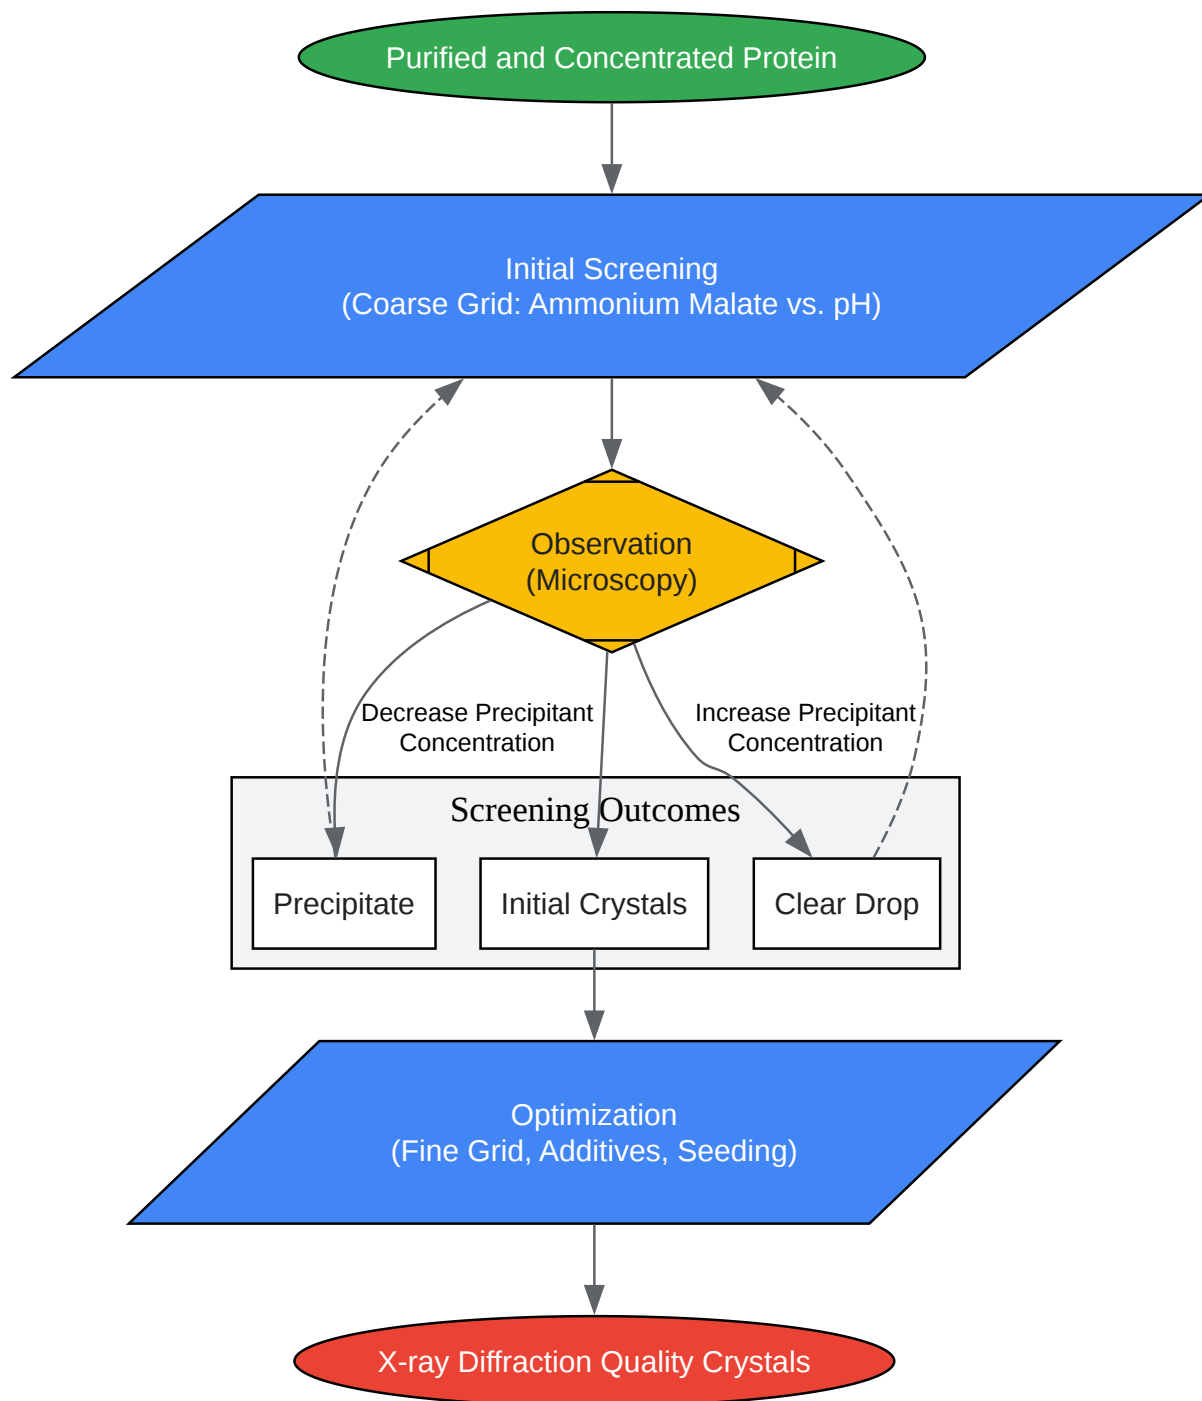 Purified and Concentrated Protein
Initial Screening
(Coarse Grid: Ammonium Malate vs. pH)
Observation
(Microscopy)
Decrease Precipitant
Concentration
Increase Precipitant
Concentration
Screening Outcomes
Precipitate
Initial Crystals
Clear Drop
Optimization
(Fine Grid, Additives, Seeding)
X-ray Diffraction Quality Crystals